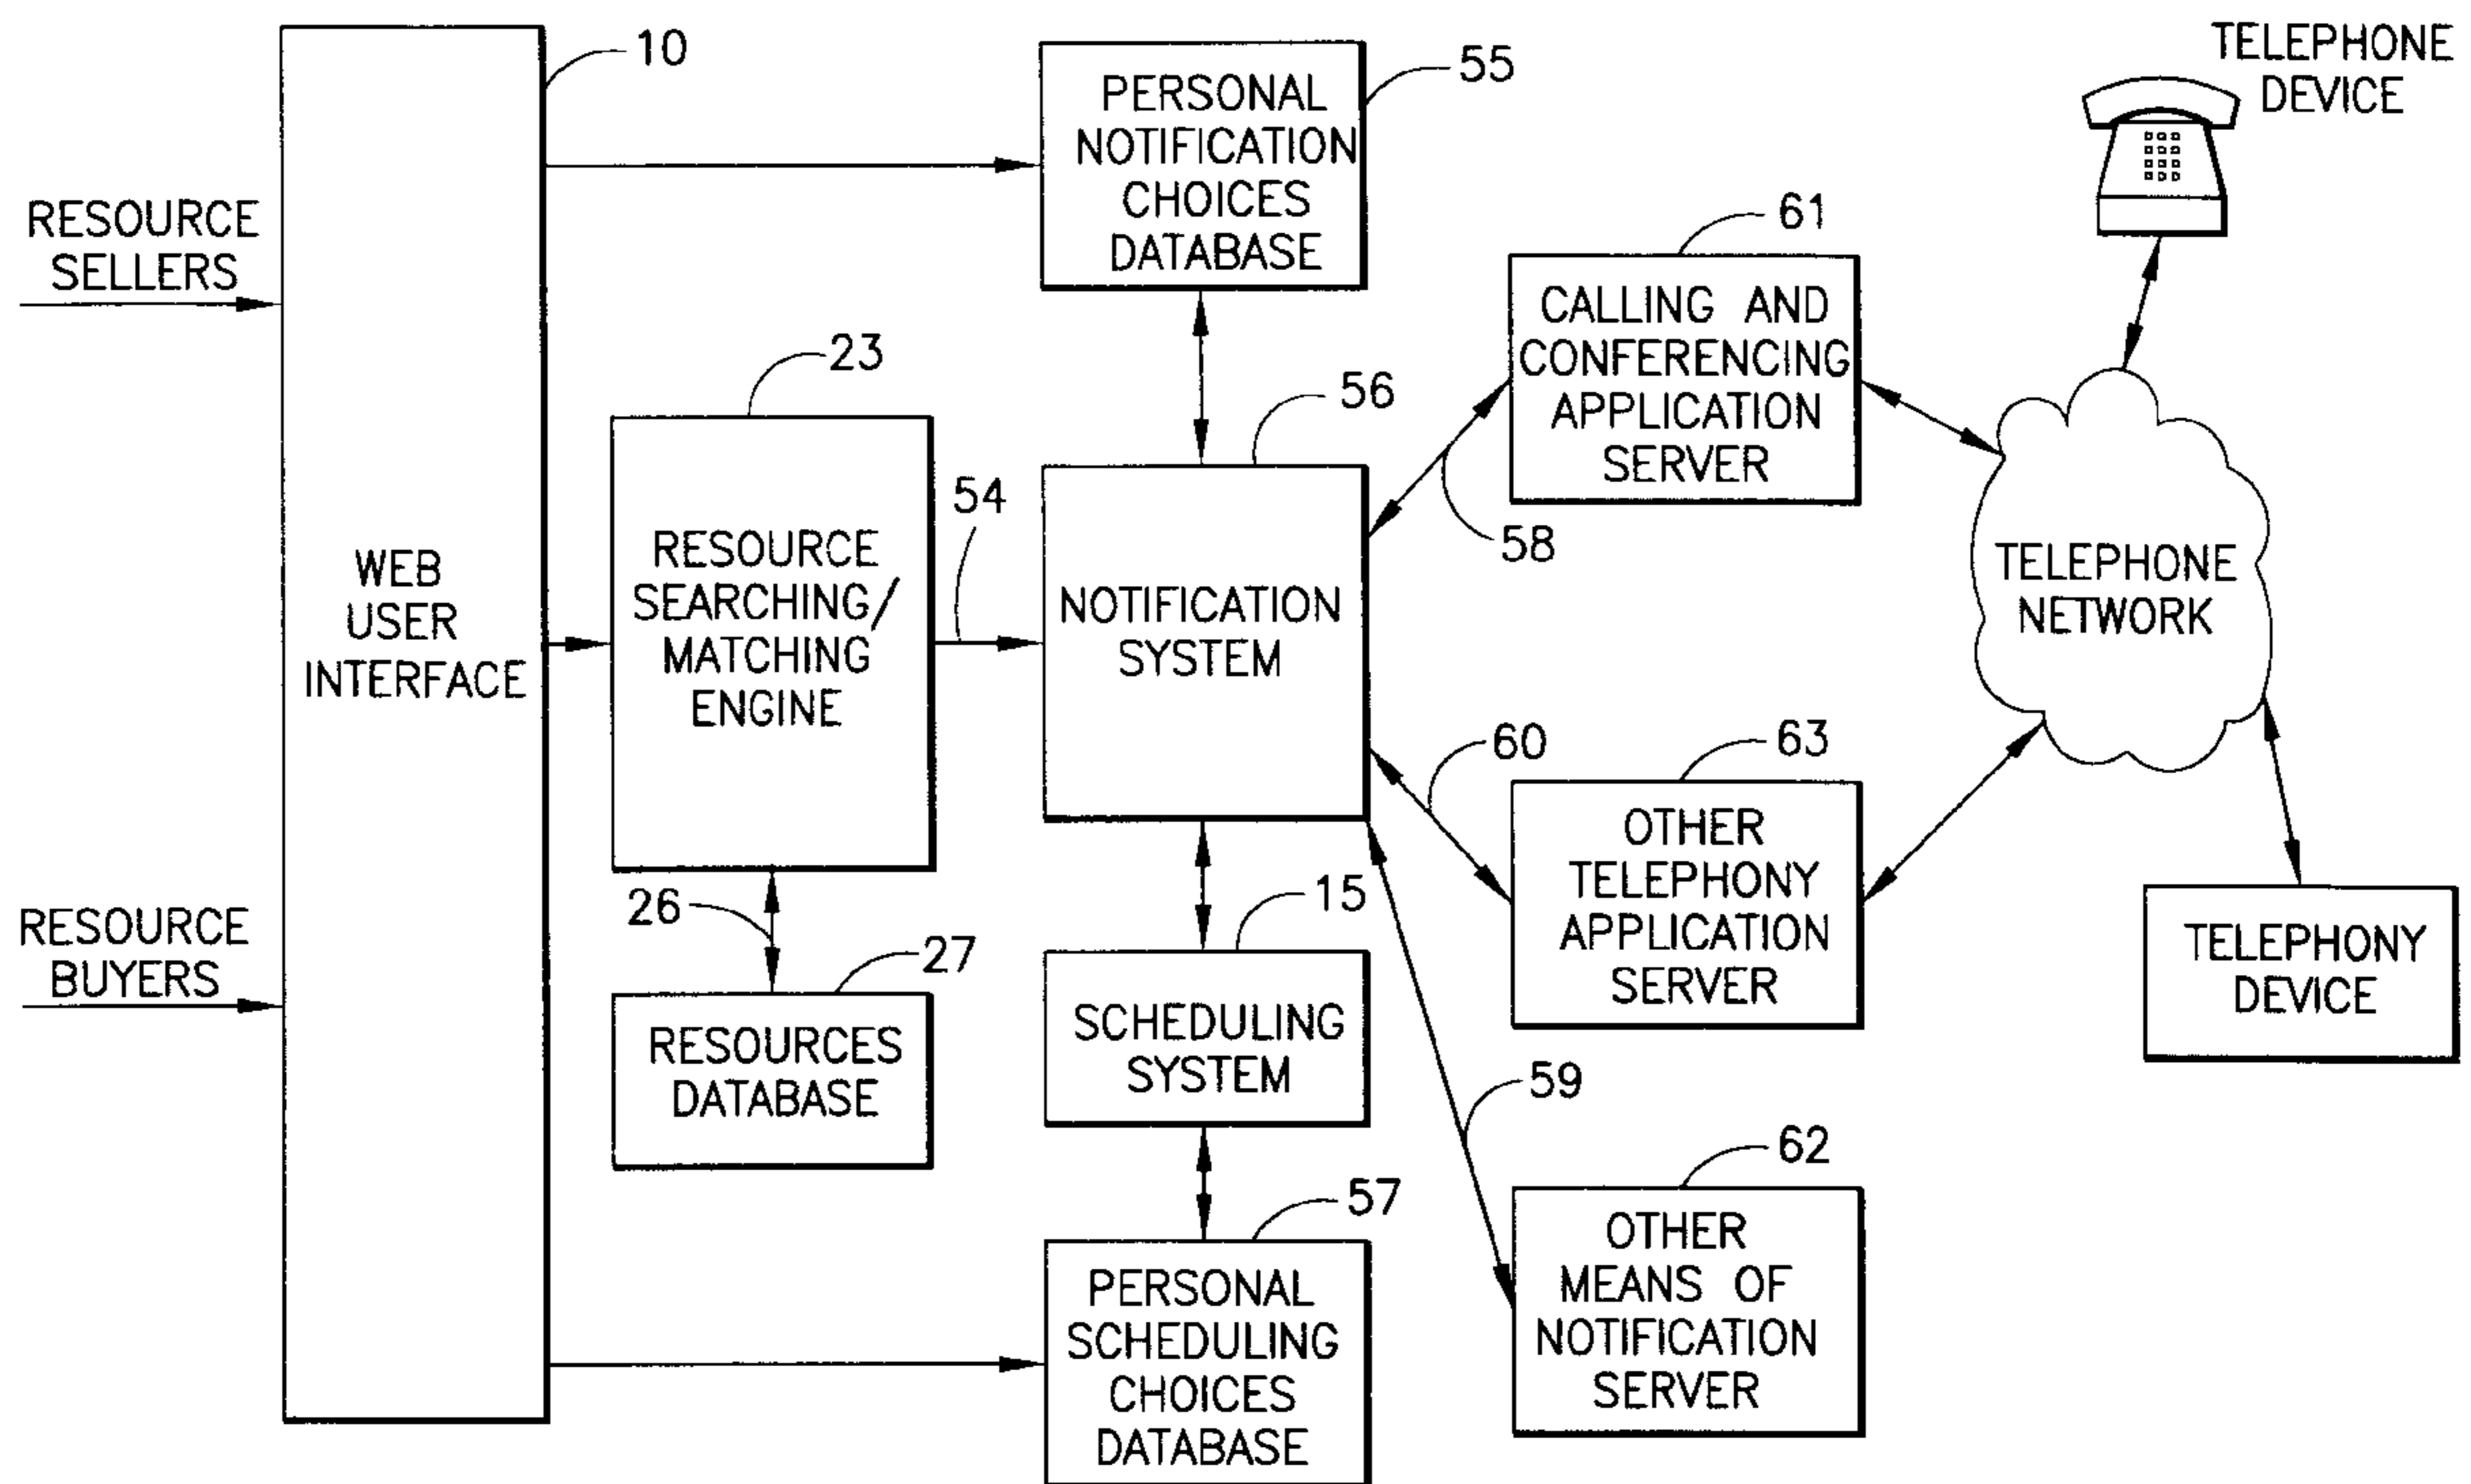 10
RESOURCE
SELLERS
RESOURCE
BUYERS
WEB
USER
INTERFACE
55
PERSONAL
NOTIFICATION
CHOICES
DATABASE
23
RESOURCE
SEARCHING/
MATCHING
ENGINE
54
26
27
RESOURCES
DATABASE
56
NOTIFICATION
SYSTEM
15
SCHEDULING
SYSTEM
57
PERSONAL
SCHEDULING
CHOICES
DATABASE
61
CALLING AND
CONFERENCING
APPLICATION
SERVER
58
60
63
OTHER
TELEPHONY
APPLICATION
SERVER
59
62
OTHER
MEANS OF
NOTIFICATION
SERVER
TELEPHONE
DEVICE
TELEPHONE
NETWORK
TELEPHONY
DEVICE